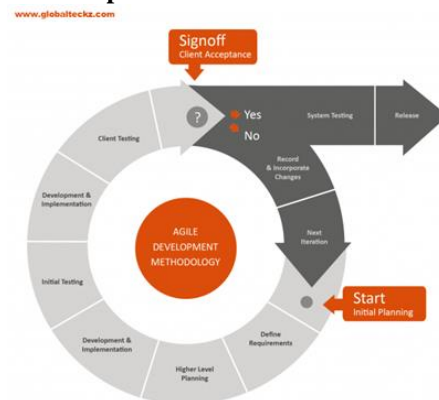 www.globalteckz.com
Signoff
Client Acceptance
?
Yes
No
System Testing
Release
Client Testing
Record
& Incorporate
Changes
Development &
Implementation
Next
Iteration
AGILE
DEVELOPMENT
METHODOLOGY
Initial Testing
Start
Initial Planning
Define
Requirements
Development &
Implementation
Higher Level
Planning